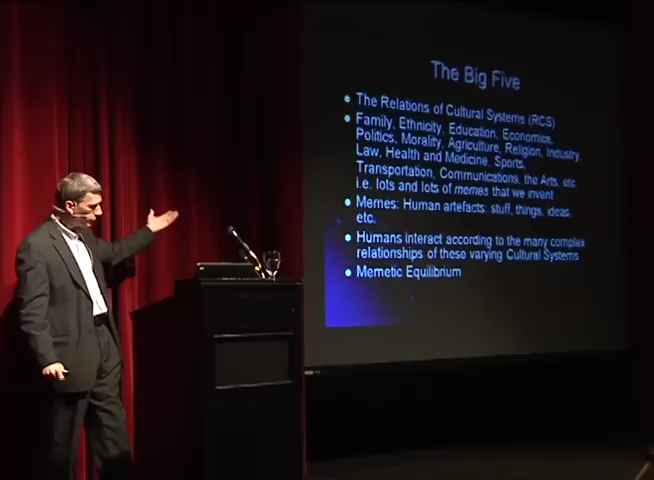 The Big Five
• The Relations of Cultural Systems (RCS)
• Family, Ethnicity, Education, Economics,
Politics, Morality, Agriculture, Religion, Industry,
Law, Health and Medicine, Sports,
Transportation, Communications, the Arts, etc.
i.e. lots and lots of memes that we invent
• Memes: Human artefacts: stuff, things, ideas,
etc.
• Humans interact according to the many complex
relationships of these varying Cultural Systems
• Memetic Equilibrium